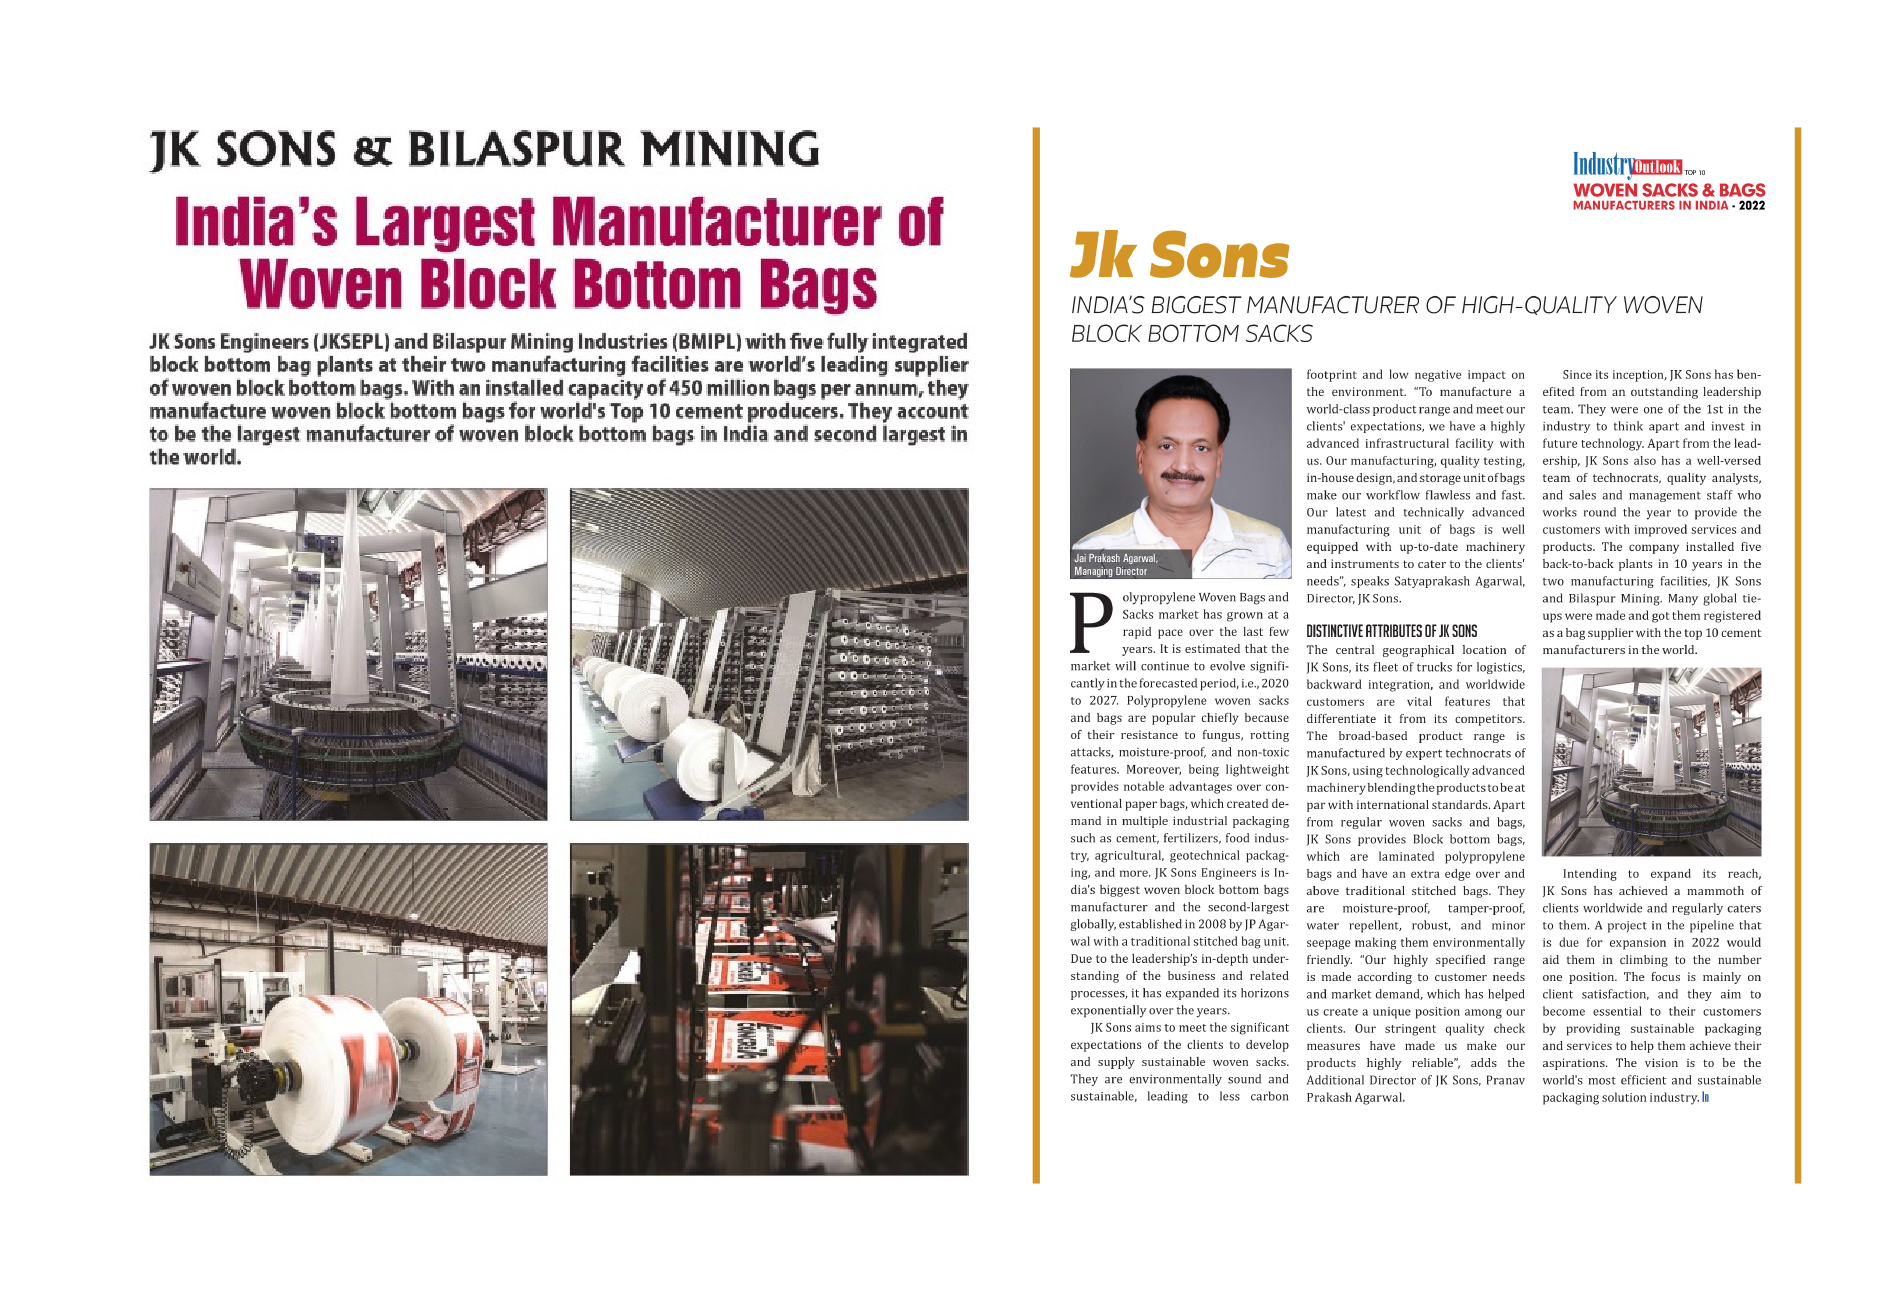 JK SONS & BILASPUR MINING
India's Largest Manufacturer of
Woven Block Bottom Bags
JK Sons Engineers (JKSEPL) and Bilaspur Mining Industries (BMIPL) with five fully integrated
block bottom bag plants at their two manufacturing facilities are world's leading supplier
of woven block bottom bags. With an installed capacity of 450 million bags per annum, they
manufacture woven block bottom bags for world's Top 10 cement producers. They account
to be the largest manufacturer of woven block bottom bags in India and second largest in
the world.
IndustryOutlook TOP 10
WOVEN SACKS & BAGS
MANUFACTURERS IN INDIA - 2022
Jk Sons
INDIA'S BIGGEST MANUFACTURER OF HIGH-QUALITY WOVEN
BLOCK BOTTOM SACKS
Jai Prakash Agarwal,
Managing Director
Polypropylene Woven Bags and
Sacks market has grown at a
rapid pace over the last few
years. It is estimated that the
market will continue to evolve signifi-
cantly in the forecasted period, i.e., 2020
to 2027. Polypropylene woven sacks
and bags are popular chiefly because
of their resistance to fungus, rotting
attacks, moisture-proof, and non-toxic
features. Moreover, being lightweight
provides notable advantages over con-
ventional paper bags, which created de-
mand in multiple industrial packaging
such as cement, fertilizers, food indus-
try, agricultural, geotechnical packag-
ing, and more. JK Sons Engineers is In-
dia's biggest woven block bottom bags
manufacturer and the second-largest
globally, established in 2008 by JP Agar-
wal with a traditional stitched bag unit.
Due to the leadership's in-depth under-
standing of the business and related
processes, it has expanded its horizons
exponentially over the years.
JK Sons aims to meet the significant
expectations of the clients to develop
and supply sustainable woven sacks.
They are environmentally sound and
sustainable, leading to less carbon
footprint and low negative impact on
the environment. "To manufacture a
world-class product range and meet our
clients' expectations, we have a highly
advanced infrastructural facility with
us. Our manufacturing, quality testing,
in-house design, and storage unit of bags
make our workflow flawless and fast.
Our latest and technically advanced
manufacturing unit of bags is well
equipped with up-to-date machinery
and instruments to cater to the clients'
needs", speaks Satyaprakash Agarwal,
Director, JK Sons.
DISTINCTIVE ATTRIBUTES OF JK SONS
The central geographical location of
JK Sons, its fleet of trucks for logistics,
backward integration, and worldwide
customers are vital features that
differentiate it from its competitors.
The broad-based product range is
manufactured by expert technocrats of
JK Sons, using technologically advanced
machinery blending the products to be at
par with international standards. Apart
from regular woven sacks and bags,
JK Sons provides Block bottom bags,
which are laminated polypropylene
bags and have an extra edge over and
above traditional stitched bags. They
are moisture-proof, tamper-proof,
water repellent, robust, and minor
seepage making them environmentally
friendly. "Our highly specified range
is made according to customer needs
and market demand, which has helped
us create a unique position among our
clients. Our stringent quality check
measures have made us make our
products highly reliable", adds the
Additional Director of JK Sons, Pranav
Prakash Agarwal.
Since its inception, JK Sons has ben-
efited from an outstanding leadership
team. They were one of the 1st in the
industry to think apart and invest in
future technology. Apart from the lead-
ership, JK Sons also has a well-versed
team of technocrats, quality analysts,
and sales and management staff who
works round the year to provide the
customers with improved services and
products. The company installed five
back-to-back plants in 10 years in the
two manufacturing facilities, JK Sons
and Bilaspur Mining. Many global tie-
ups were made and got them registered
as a bag supplier with the top 10 cement
manufacturers in the world.
Intending to expand its reach,
JK Sons has achieved a mammoth of
clients worldwide and regularly caters
to them. A project in the pipeline that
is due for expansion in 2022 would
aid them in climbing to the number
one position. The focus is mainly on
client satisfaction, and they aim to
become essential to their customers
by providing sustainable packaging
and services to help them achieve their
aspirations. The vision is to be the
world's most efficient and sustainable
packaging solution industry.